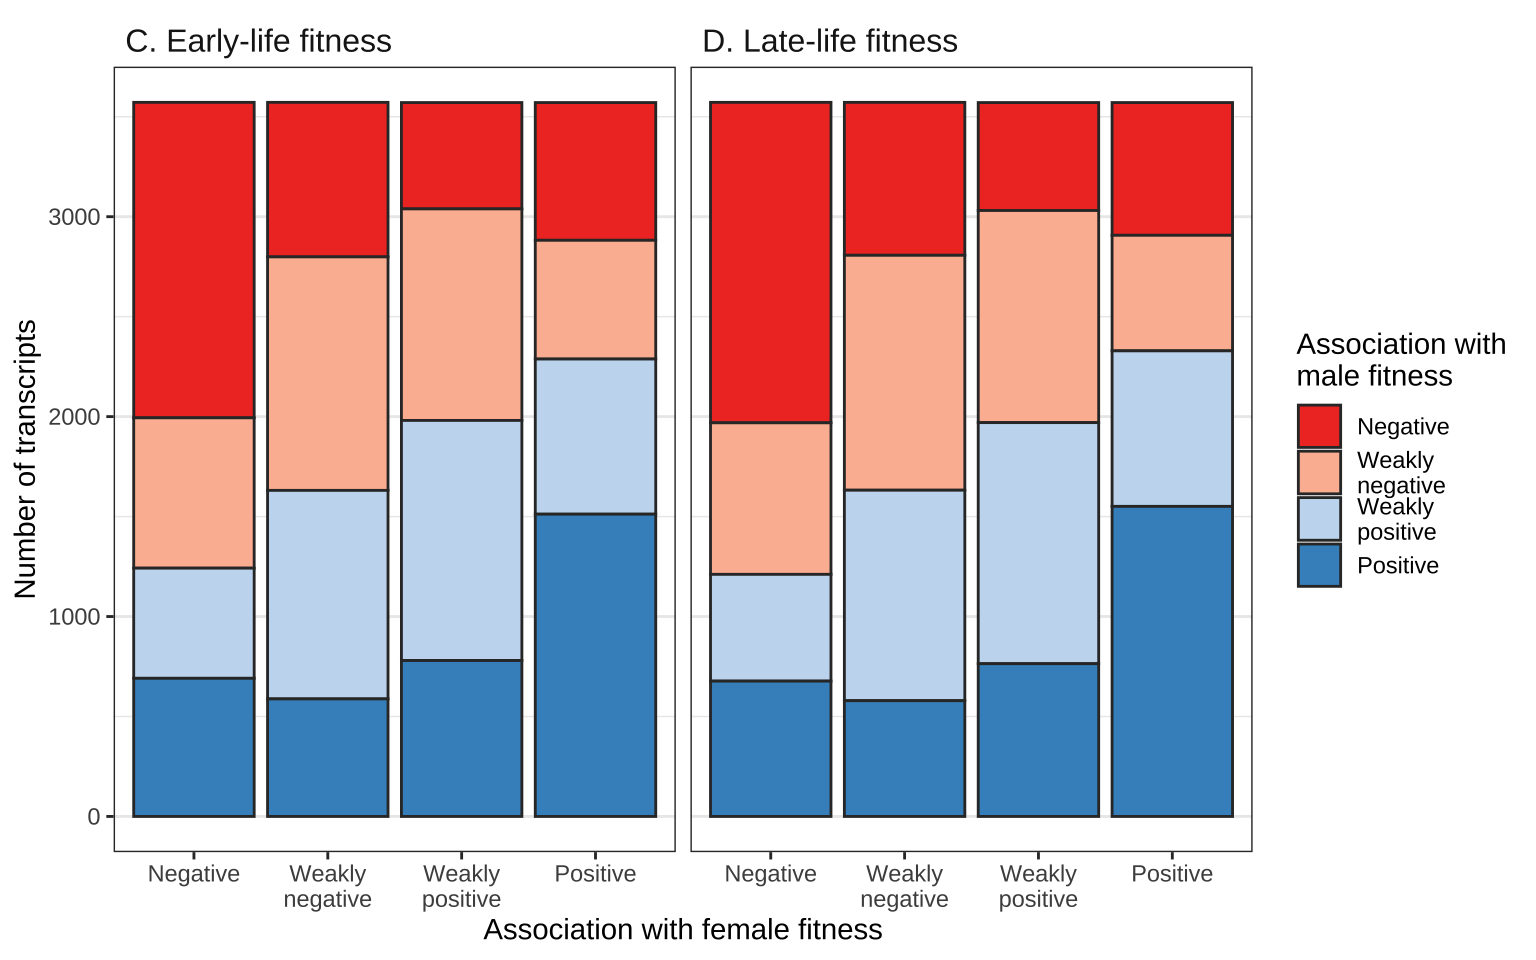 C. Early-life fitness
D. Late-life fitness
Number of transcripts
3000
2000
1000
0
Negative
Weakly
negative
Weakly
positive
Positive
Negative
Weakly
negative
Weakly
positive
Positive
Association with female fitness
Association with
male fitness
Negative
Weakly
negative
Weakly
positive
Positive